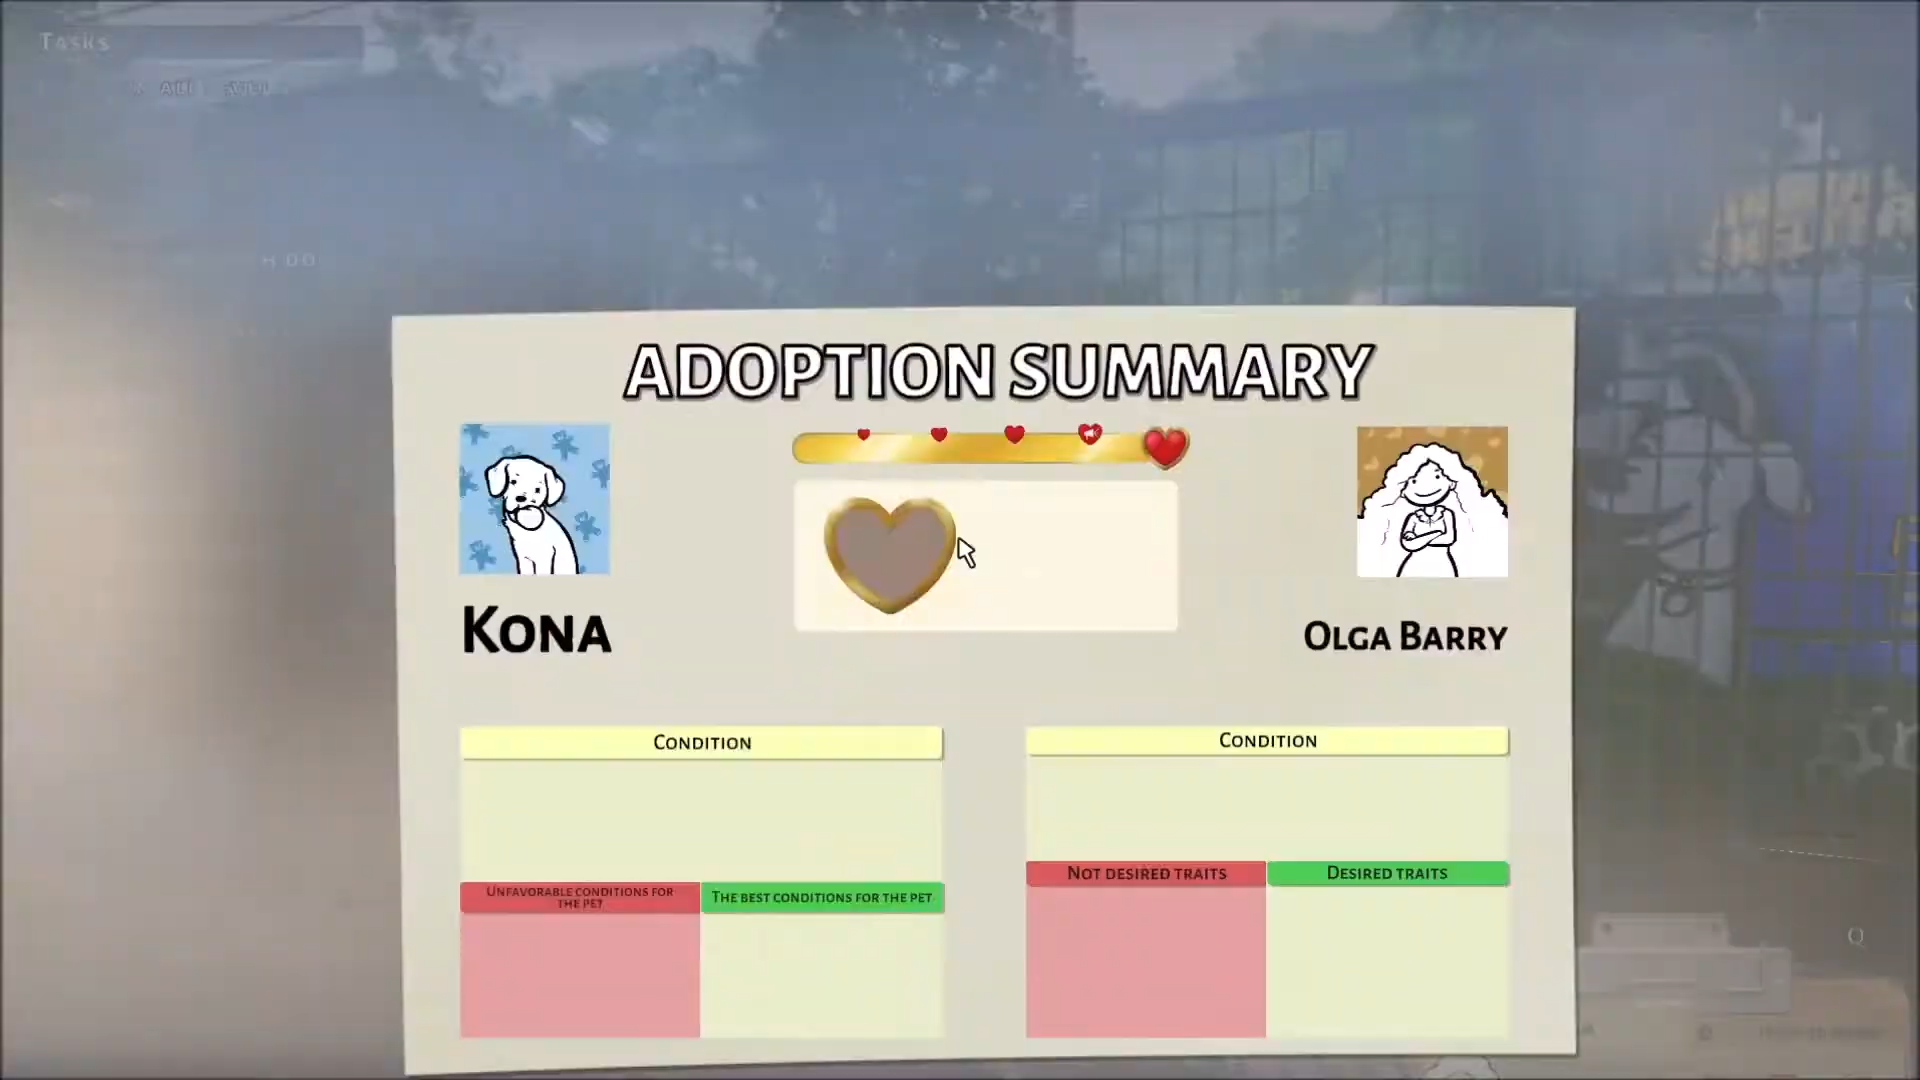 Tasks
ADOPTION SUMMARY
Kona
Olga Barry
Condition
Condition
Not desired traits
Desired traits
Unfavorable conditions for
the pet
The best conditions for the pet
Q